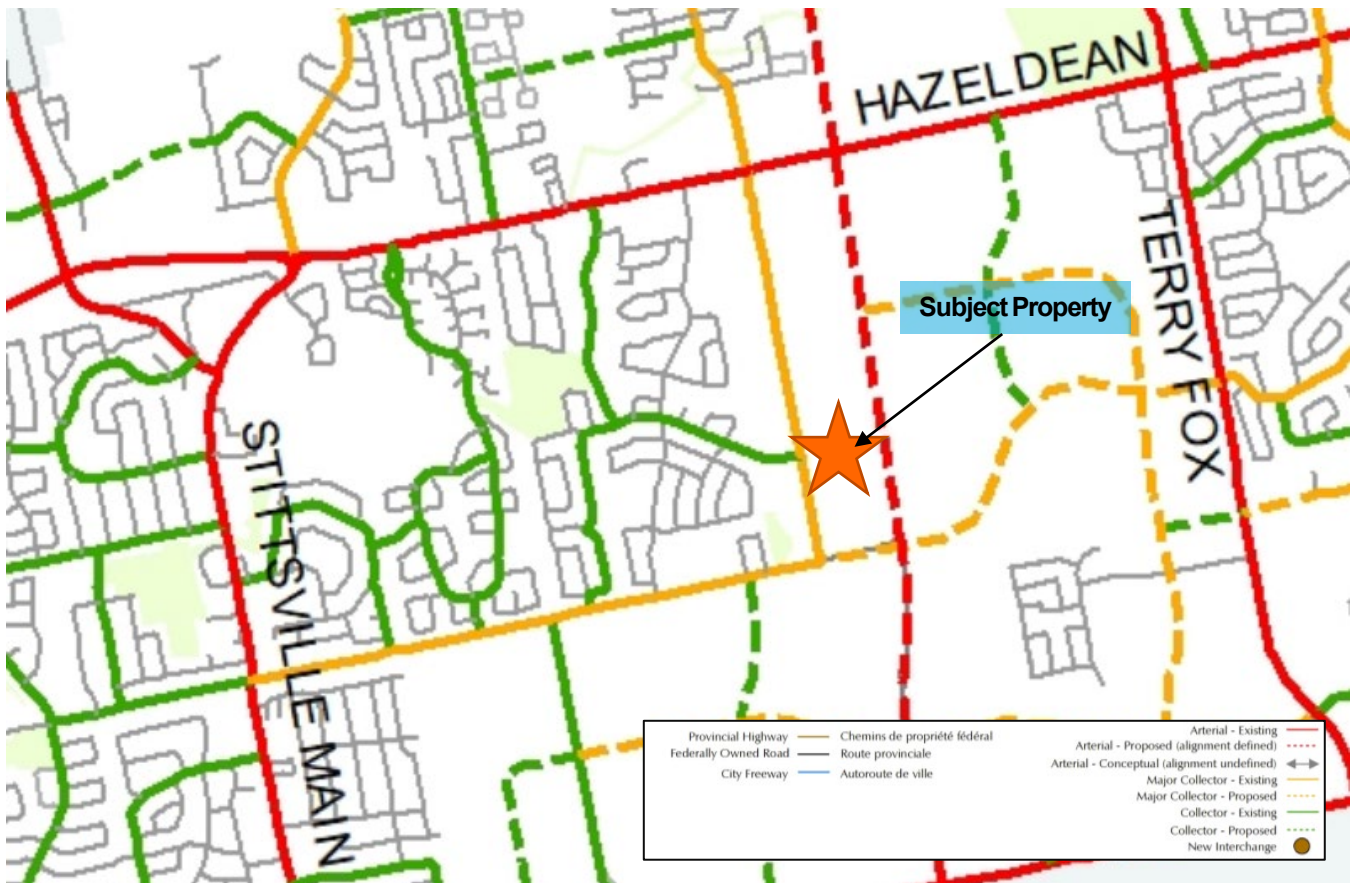 HAZELDEAN
TERRY FOX
Subject Property
STITTSVILLE MAIN
Provincial Highway
Chemins de propriété fédéral
Federally Owned Road
Route provinciale
City Freeway
Autoroute de ville
Arterial - Existing
Arterial - Proposed (alignment defined)
Arterial - Conceptual (alignment undefined)
Major Collector - Existing
Major Collector - Proposed
Collector - Existing
Collector - Proposed
New Interchange